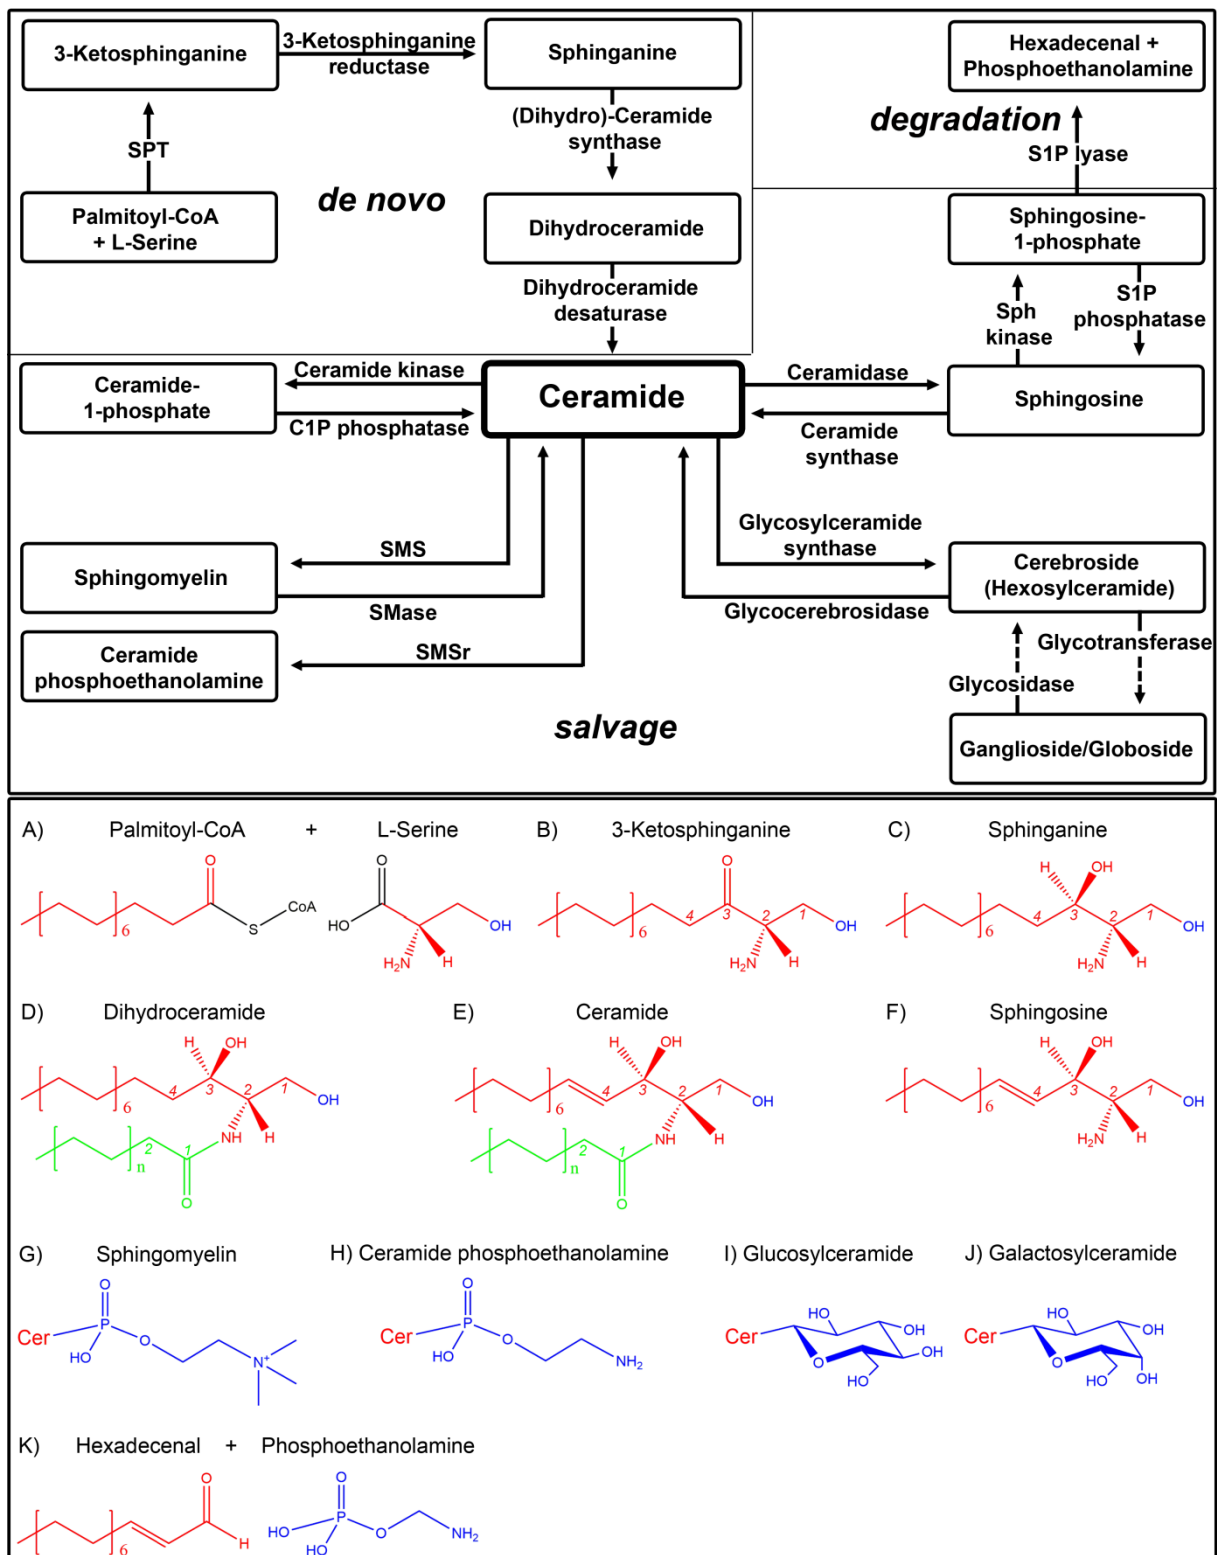 3-Ketosphinganine
3-Ketosphinganine
reductase
Sphinganine
Hexadecenal +
Phosphoethanolamine
(Dihydro)-Ceramide
synthase
degradation
SPT
S1P lyase
de novo
Palmitoyl-CoA
+ L-Serine
Dihydroceramide
Sphingosine-
1-phosphate
Dihydroceramide
desaturase
Sph
kinase
S1P
phosphatase
Ceramide-
1-phosphate
Ceramide kinase
C1P phosphatase
Ceramide
Ceramidase
Ceramide
synthase
Sphingosine
Sphingomyelin
SMS
SMase
Glycosylceramide
synthase
Glycocerebrosidase
Cerebroside
(Hexosylceramide)
Ceramide
phosphoethanolamine
SMSr
Glycotransferase
Glycosidase
salvage
Ganglioside/Globoside
A) Palmitoyl-CoA + L-Serine
O
6
S
CoA
O
HO
OH
H2N
H
B) 3-Ketosphinganine
O
6
4
3
2
1
OH
H2N
H
C) Sphinganine
H
OH
6
4
3
2
1
OH
H2N
H
D) Dihydroceramide
H
OH
6
4
3
2
1
OH
NH
H
n
2
1
O
E) Ceramide
H
OH
6
4
3
2
1
OH
NH
H
n
2
1
O
F) Sphingosine
H
OH
6
4
3
2
1
OH
H2N
H
G) Sphingomyelin
O
Cer
P
HO
O
N+
H) Ceramide phosphoethanolamine
O
Cer
P
HO
O
NH2
I) Glucosylceramide
HO
Cer
OH
O
OH
HO
J) Galactosylceramide
HO
Cer
OH
O
HO
OH
K) Hexadecenal + Phosphoethanolamine
O
6
H
O
HO
P
HO
O
NH2